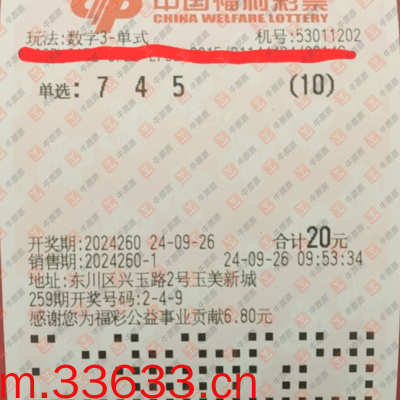 中国福利彩票
CHINA WELFARE LOTTERY
玩法:数字3-单式 机号:53011202
单选: 7 4 5 (10)
开奖期:2024260 24-09-26 合计20元
销售期:2024260-1 24-09-26 09:53:34
地址:东川区兴玉路2号玉美新城
259期开奖号码:2-4-9
感谢您为福彩公益事业贡献6.80元
m.33633.cn